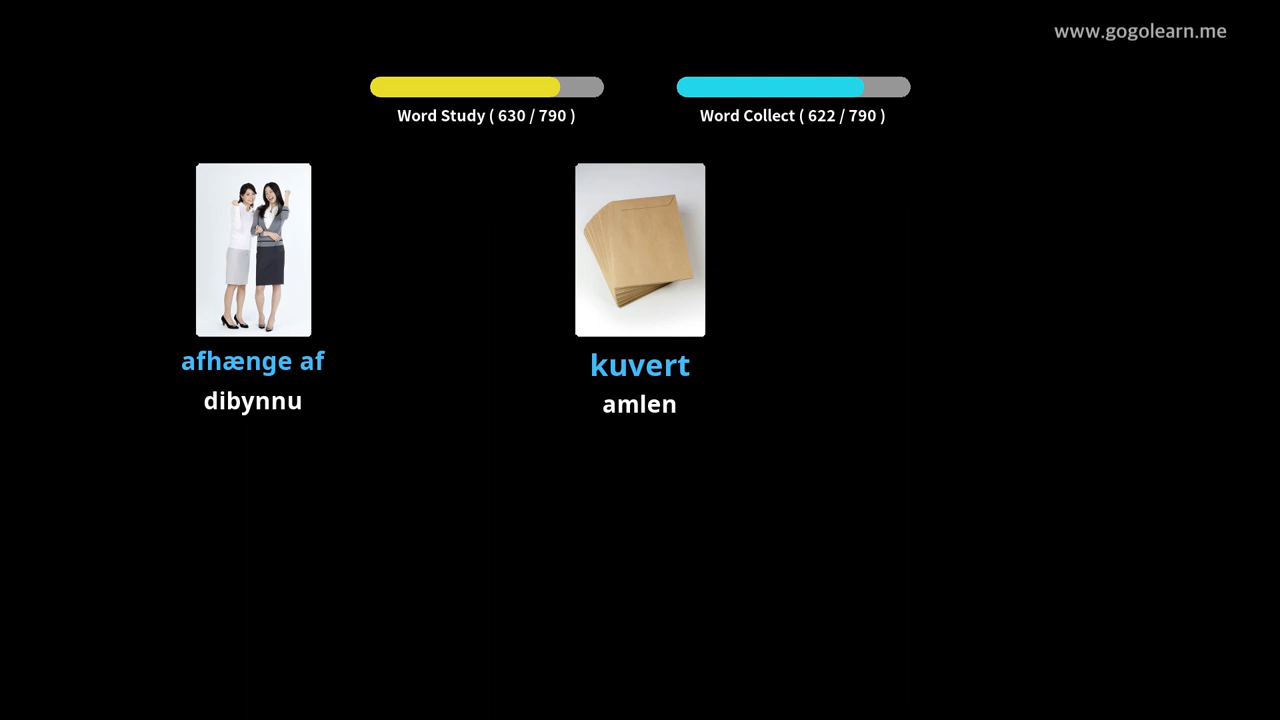 www.gogolearn.me
Word Study ( 630 / 790 )
Word Collect ( 622 / 790 )
afhænge af
dibynnu
kuvert
amlen